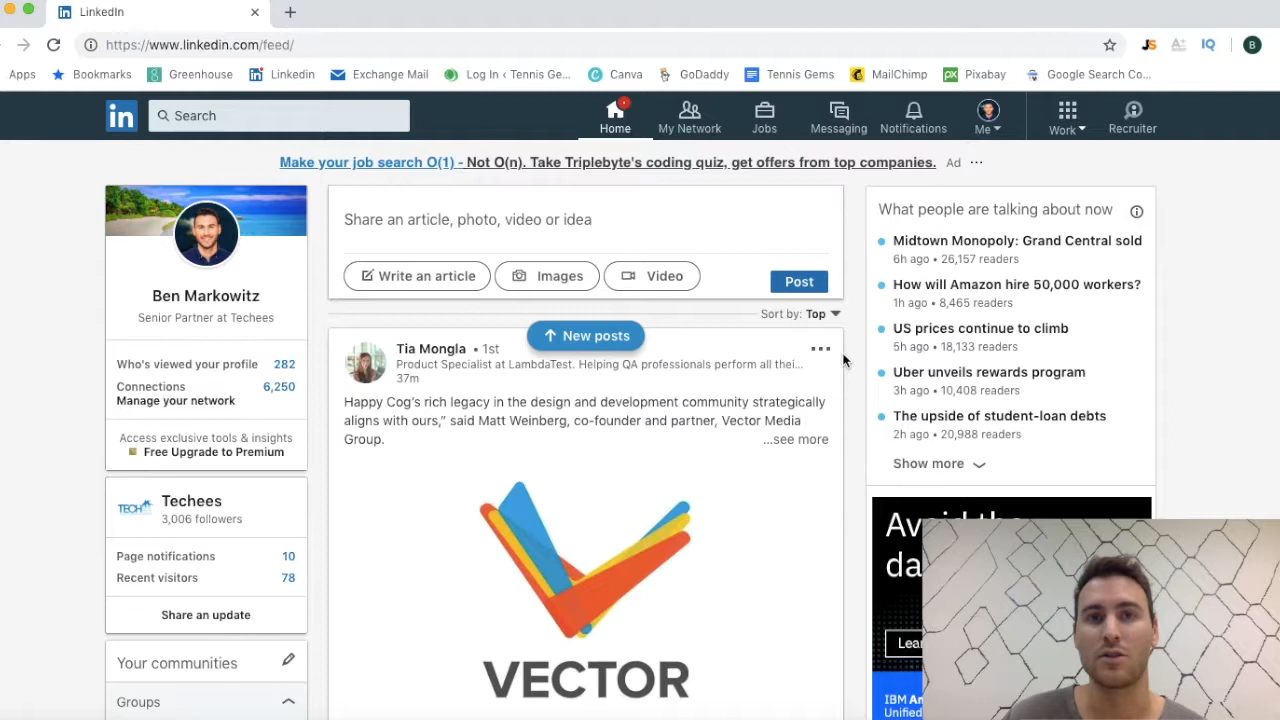 LinkedIn
https://www.linkedin.com/feed/
JS
IQ
B
Apps
Bookmarks
Greenhouse
Linkedin
Exchange Mail
Log In ‹ Tennis Ge...
Canva
GoDaddy
Tennis Gems
MailChimp
px
Pixabay
Google Search Co...
in
Search
Home
My Network
Jobs
Messaging
Notifications
Me
Work
Recruiter
Make your job search O(1) - Not O(n). Take Triplebyte's coding quiz, get offers from top companies.
Ad
Ben Markowitz
Senior Partner at Techees
Who's viewed your profile 282
Connections 6,250
Manage your network
Access exclusive tools & insights
Free Upgrade to Premium
TECH
Techees
3,006 followers
Page notifications 10
Recent visitors 78
Share an update
Your communities
Groups
Share an article, photo, video or idea
Write an article
Images
Video
Post
Sort by: Top
New posts
Tia Mongla • 1st
Product Specialist at LambdaTest. Helping QA professionals perform all thei...
37m
Happy Cog's rich legacy in the design and development community strategically
aligns with ours," said Matt Weinberg, co-founder and partner, Vector Media
Group.
...see more
VECTOR
What people are talking about now
Midtown Monopoly: Grand Central sold
6h ago • 26,157 readers
How will Amazon hire 50,000 workers?
1h ago • 8,465 readers
US prices continue to climb
5h ago • 18,133 readers
Uber unveils rewards program
3h ago • 10,408 readers
The upside of student-loan debts
2h ago • 20,988 readers
Show more
IBM
Unified